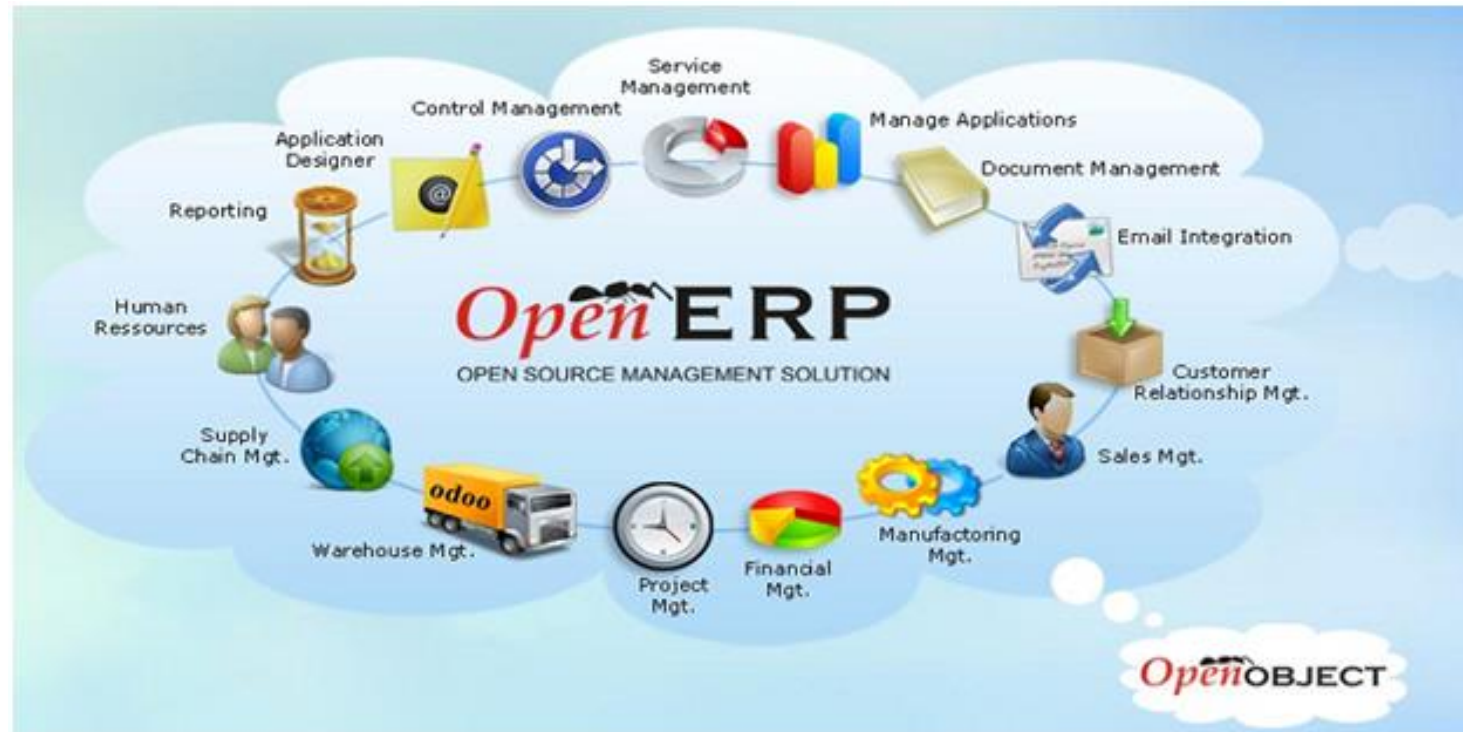 Service
Management
Control Management
Manage Applications
Application
Designer
Document Management
@
Reporting
Email Integration
Human
Ressources
Open ERP
OPEN SOURCE MANAGEMENT SOLUTION
Customer
Relationship Mgt.
Supply
Chain Mgt.
Sales Mgt.
odoo
Warehouse Mgt.
Manufactoring
Mgt.
Financial
Mgt.
Project
Mgt.
OpenOBJECT